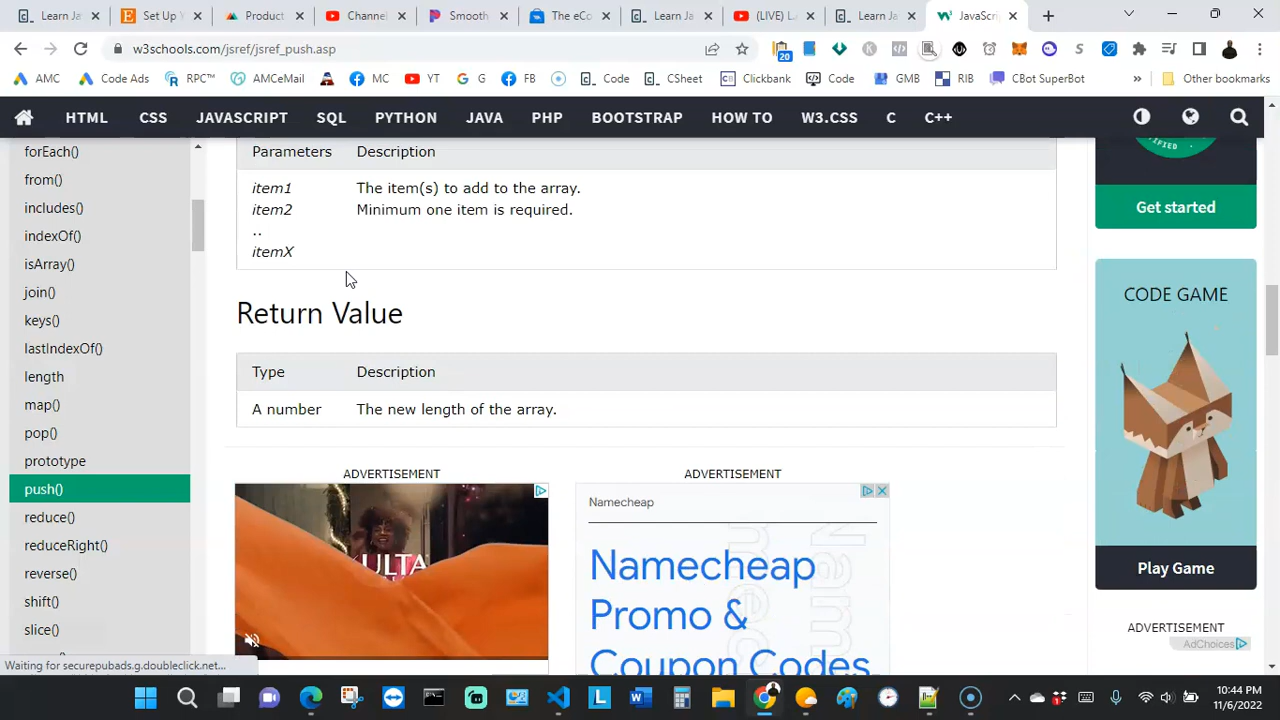 Learn Ja
Set Up Y
Product
Channel
Smooth
The eCo
Learn Ja
(LIVE) L
Learn Ja
JavaScri
w3schools.com/jsref/jsref_push.asp
20
AMC
Code Ads
RPC™
AMCeMail
MC
YT
G
FB
Code
CSheet
Clickbank
Code
GMB
RIB
CBot SuperBot
»
Other bookmarks
HTML
CSS
JAVASCRIPT
SQL
PYTHON
JAVA
PHP
BOOTSTRAP
HOW TO
W3.CSS
C
C++
forEach()
from()
includes()
indexOf()
isArray()
join()
keys()
lastIndexOf()
length
map()
pop()
prototype
push()
reduce()
reduceRight()
reverse()
shift()
slice()
Parameters Description
item1 The item(s) to add to the array.
item2 Minimum one item is required.
..
itemX
Return Value
Type Description
A number The new length of the array.
ADVERTISEMENT
ULTA
ADVERTISEMENT
Namecheap
Namecheap
Promo &
Coupon Codes
IFIED
Get started
CODE GAME
Play Game
ADVERTISEMENT
AdChoices
Waiting for securepubads.g.doubleclick.net...
10:44 PM
11/6/2022